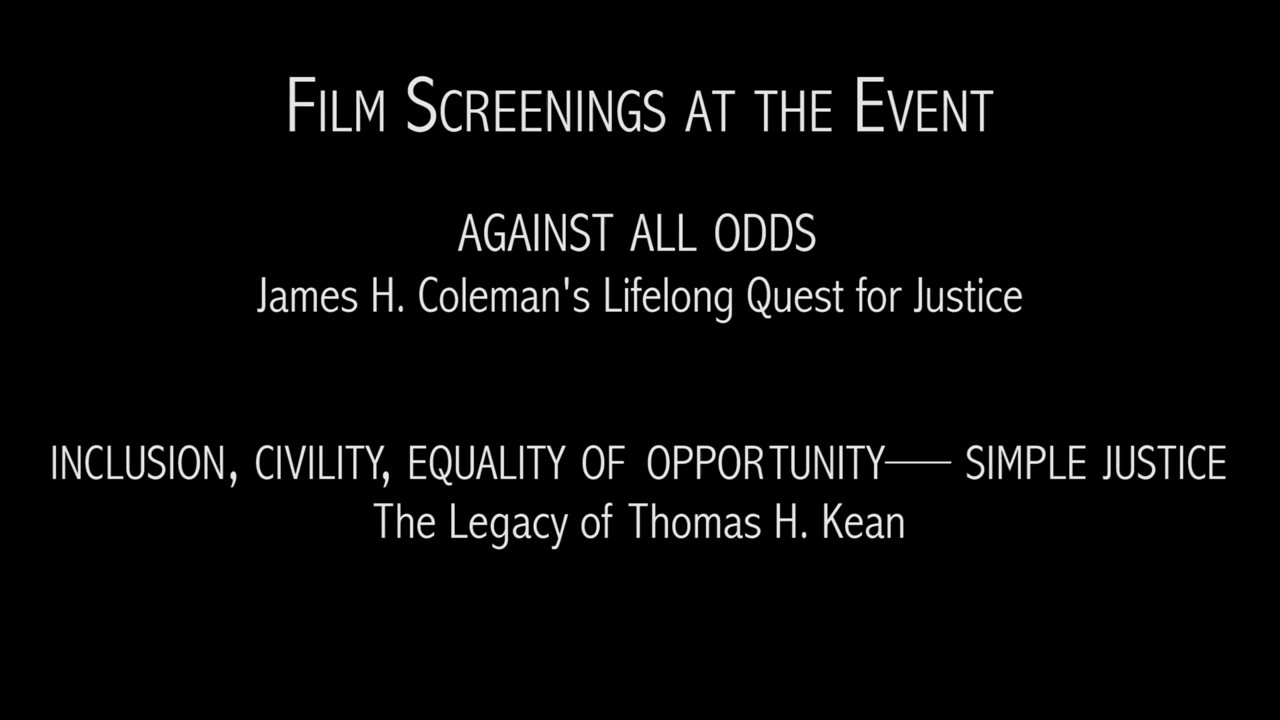 Film Screenings at the Event
AGAINST ALL ODDS
James H. Coleman's Lifelong Quest for Justice
INCLUSION, CIVILITY, EQUALITY OF OPPORTUNITY—— SIMPLE JUSTICE
The Legacy of Thomas H. Kean